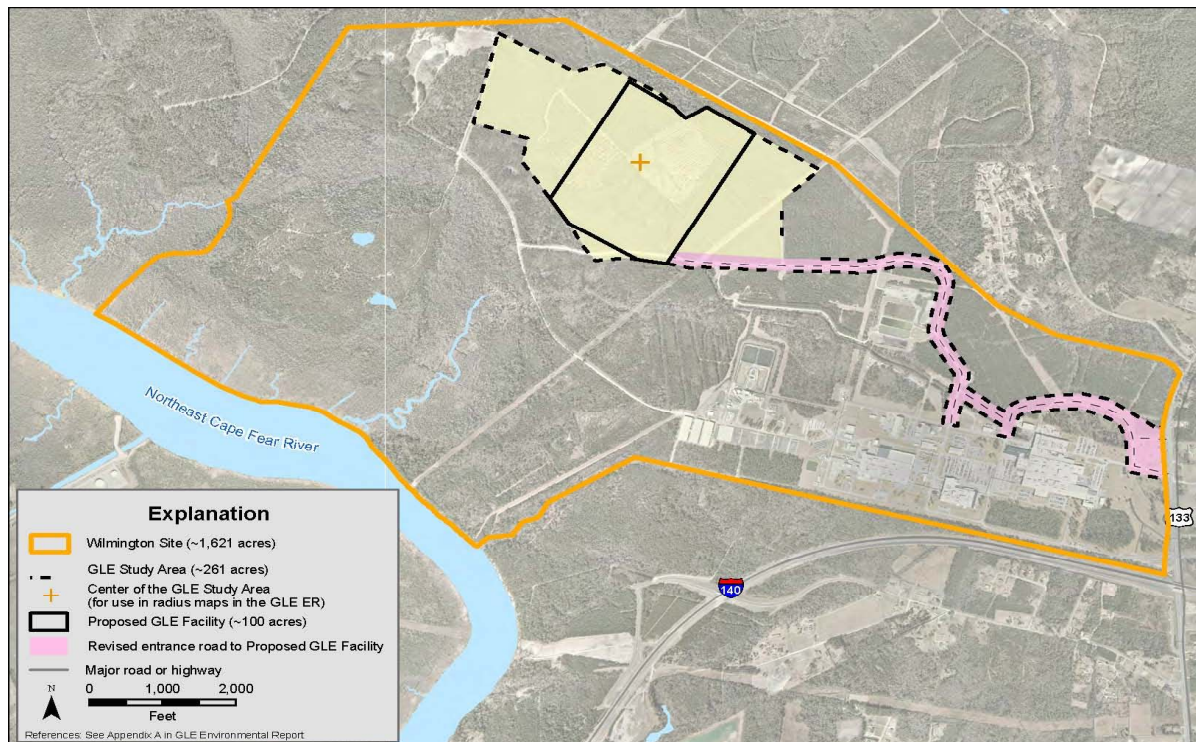 Northeast Cape Fear River
133
140
Explanation
Wilmington Site (~1,621 acres)
GLE Study Area (~261 acres)
Center of the GLE Study Area
(for use in radius maps in the GLE ER)
Proposed GLE Facility (~100 acres)
Revised entrance road to Proposed GLE Facility
Major road or highway
N
0 1,000 2,000
Feet
References: See Appendix A in GLE Environmental Report